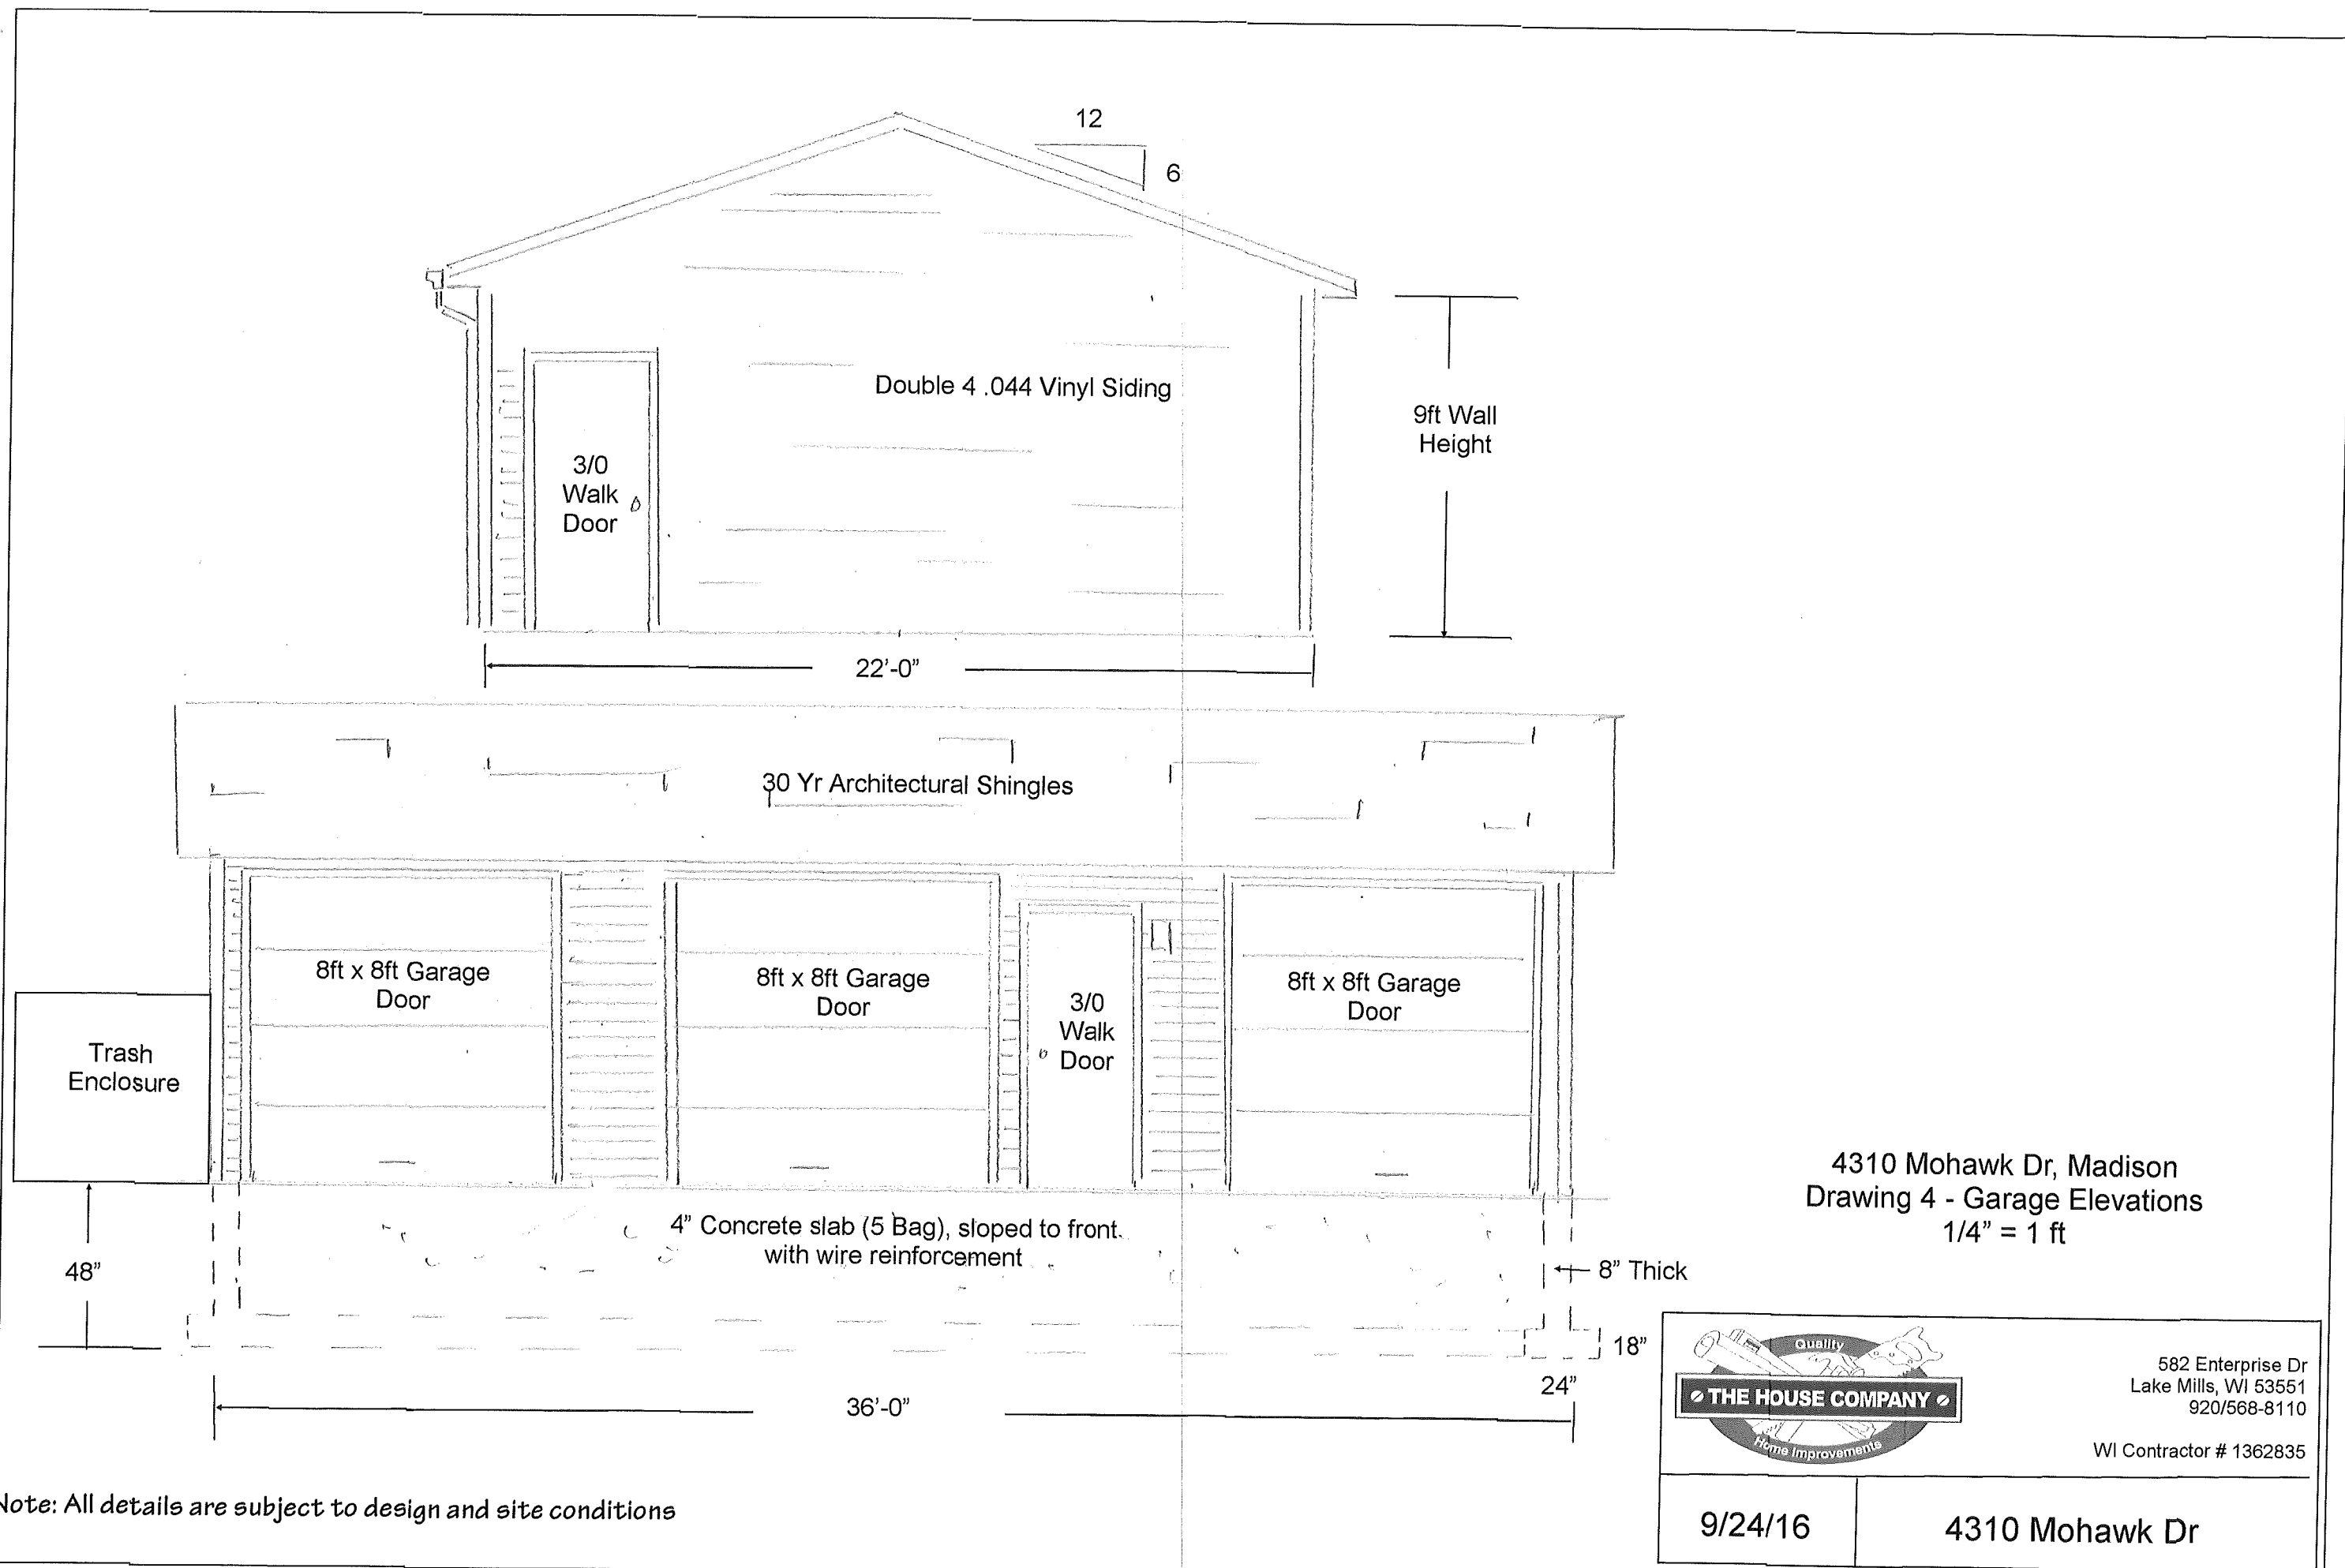 12
6
Double 4 .044 Vinyl Siding
9ft Wall
Height
3/0
Walk
Door
22’-0”
30 Yr Architectural Shingles
8ft x 8ft Garage
Door
8ft x 8ft Garage
Door
3/0
Walk
Door
8ft x 8ft Garage
Door
Trash
Enclosure
4” Concrete slab (5 Bag), sloped to front.
with wire reinforcement
48”
8” Thick
18”
24”
36’-0”
4310 Mohawk Dr, Madison
Drawing 4 - Garage Elevations
1/4” = 1 ft
Quality
THE HOUSE COMPANY
Home Improvements
582 Enterprise Dr
Lake Mills, WI 53551
920/568-8110
WI Contractor # 1362835
9/24/16
4310 Mohawk Dr
Note: All details are subject to design and site conditions